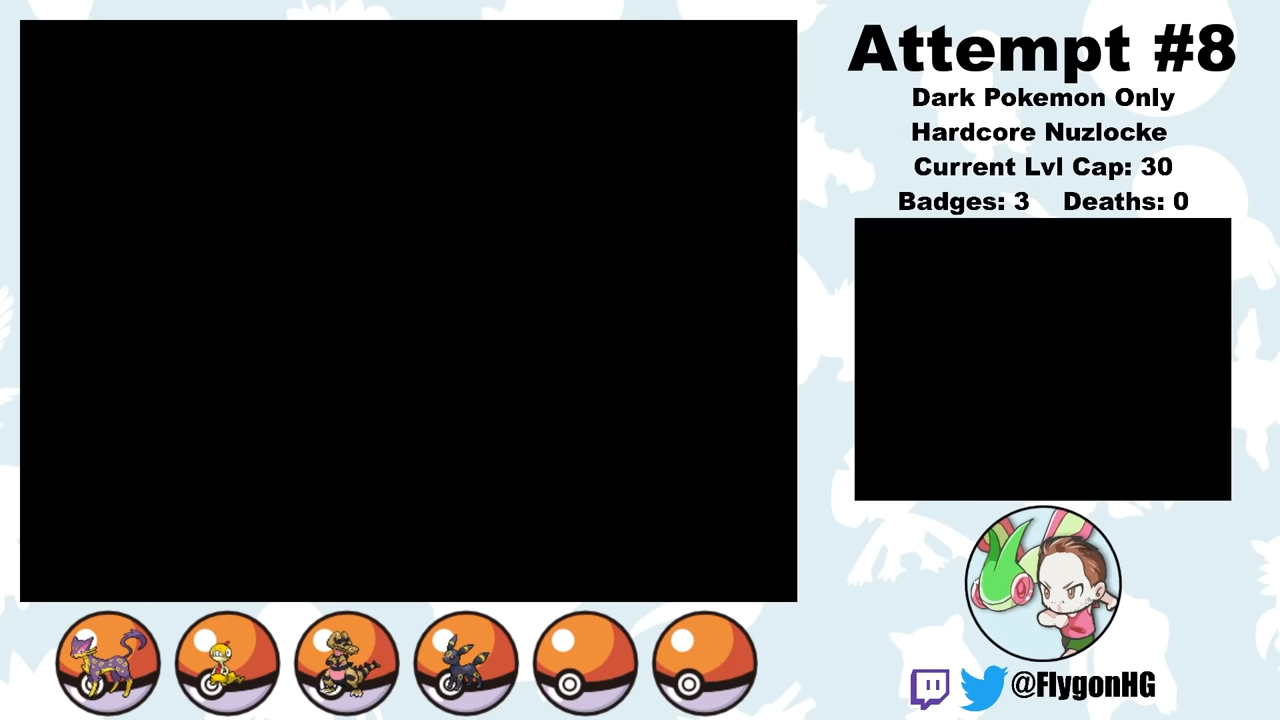 Attempt #8
Dark Pokemon Only
Hardcore Nuzlocke
Current Lvl Cap: 30
Badges: 3 Deaths: 0
@FlygonHG